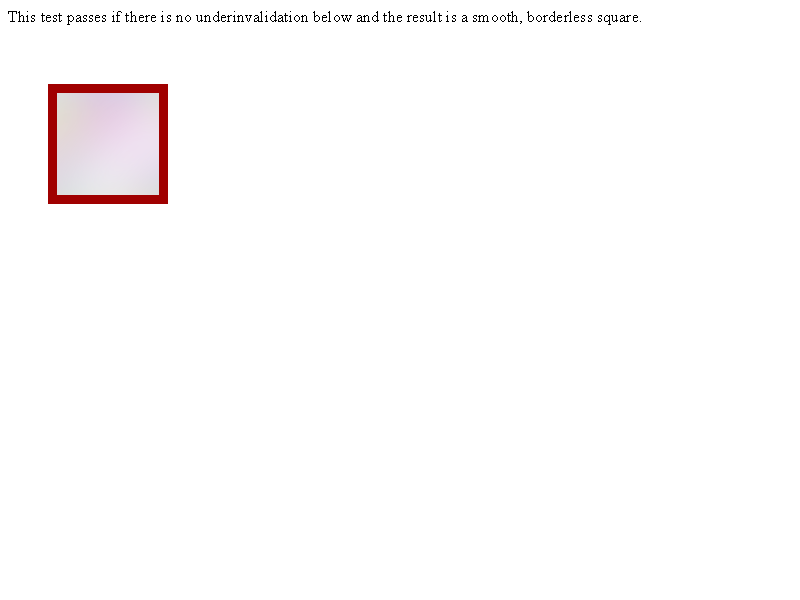 This test passes if there is no underinvalidation below and the result is a smooth, borderless square.